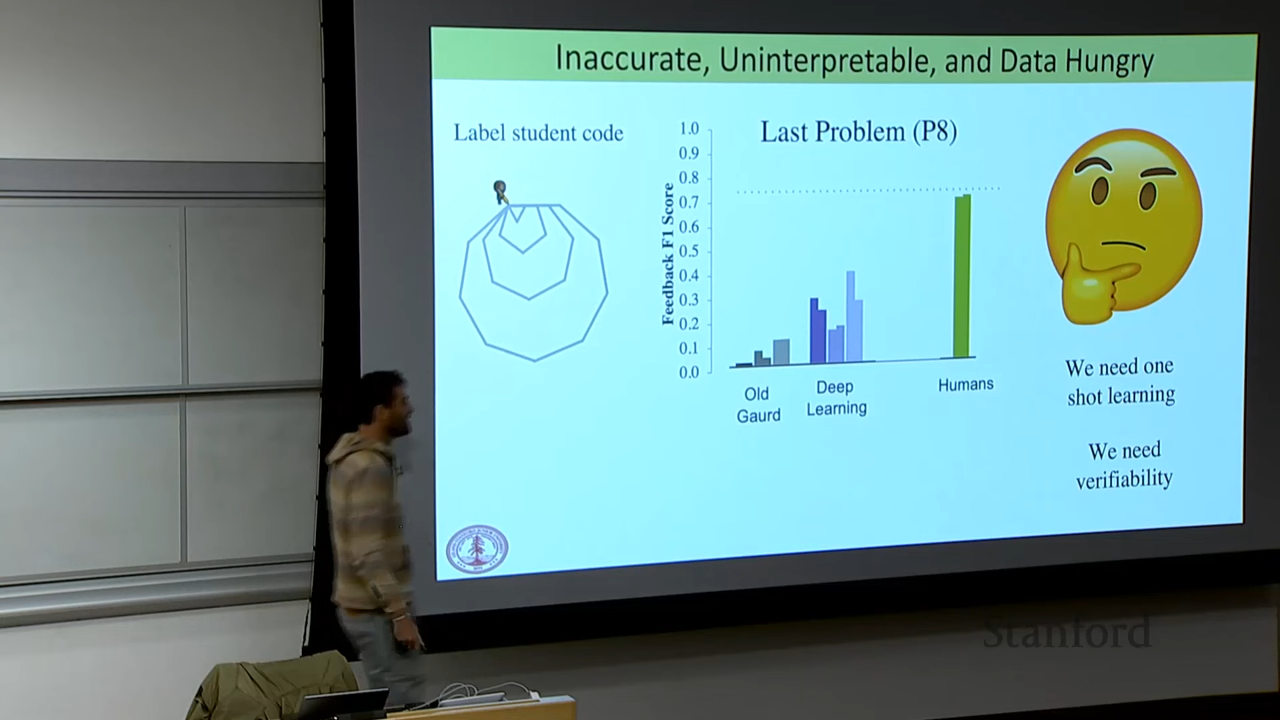 Inaccurate, Uninterpretable, and Data Hungry
Label student code
Last Problem (P8)
Feedback F1 Score
1.0
0.9
0.8
0.7
0.6
0.5
0.4
0.3
0.2
0.1
0.0
Old
Gaurd
Deep
Learning
Humans
We need one
shot learning
We need
verifiability
Stanford